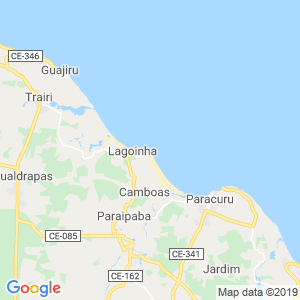 CE-346
Guajiru
Trairi
Lagoinha
ualdrapas
Camboas
Paracuru
Paraipaba
CE-085
CE-341
Jardim
CE-162
Google
Map data ©2019